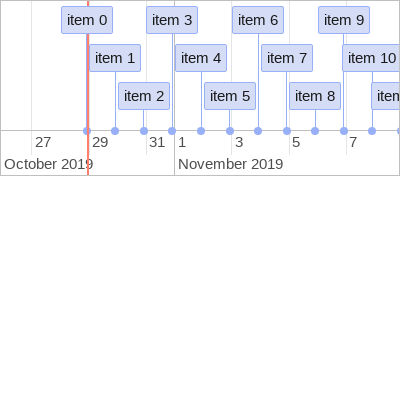 item 0 item 3 item 6 item 9
item 1 item 4 item 7 item 10
item 2 item 5 item 8
27 29 31 1 3 5 7
October 2019 November 2019